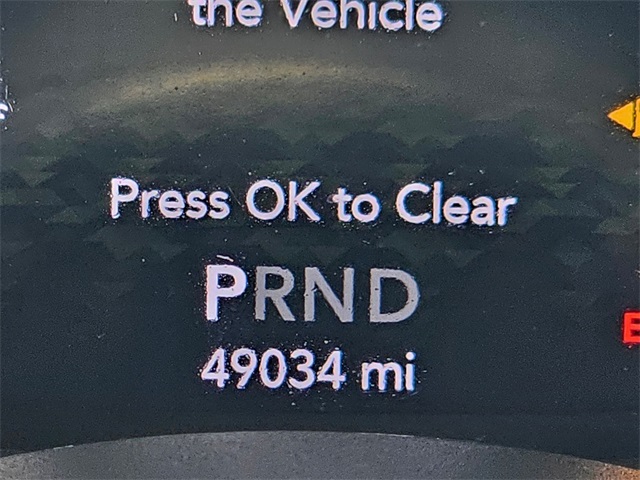 the Vehicle
Press OK to Clear
PRND
49034 mi
E